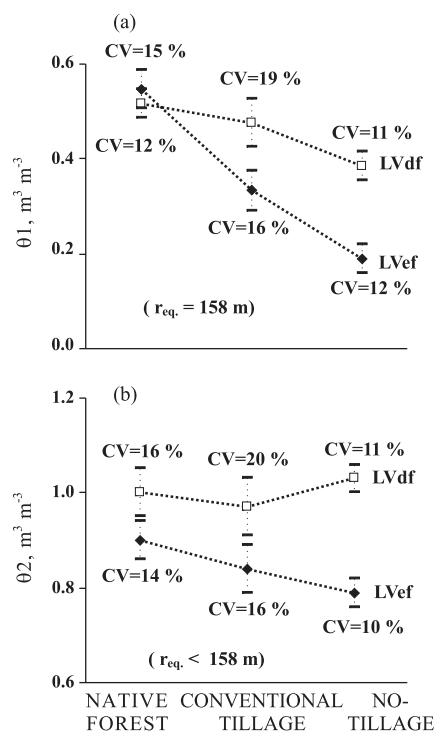 (a)
CV=15 %
CV=19 %
CV=11 %
0.6
0.4
0.2
0.0
θ1, m³ m⁻³
CV=12 %
LVdf
CV=16 %
LVef
CV=12 %
( r_eq. = 158 m)
(b)
1.2
1.0
0.8
0.6
θ2, m³ m⁻³
CV=16 %
CV=20 %
CV=11 %
LVdf
CV=14 %
CV=16 %
LVef
CV=10 %
( r_eq. < 158 m)
NATIVE CONVENTIONAL NO-
FOREST TILLAGE TILLAGE